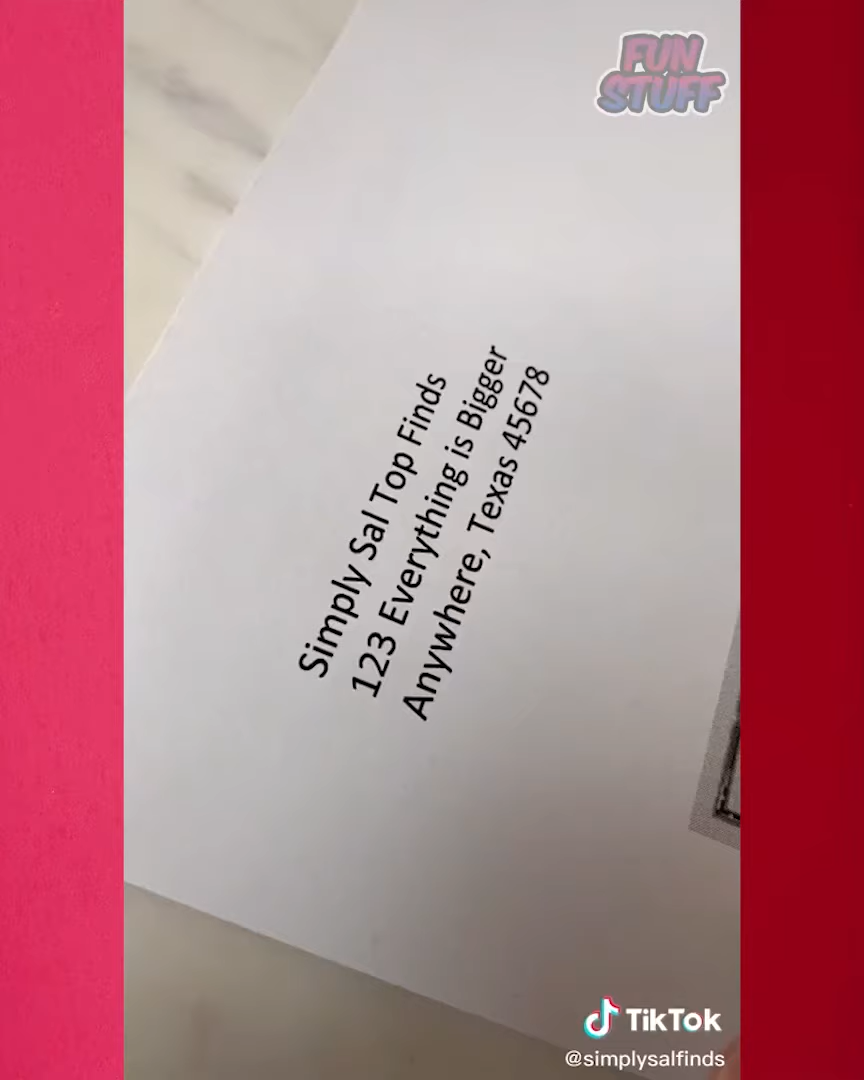 FUN
STUFF
Simply Sal Top Finds
123 Everything is Bigger
Anywhere, Texas 45678
TikTok
@simplysalfinds